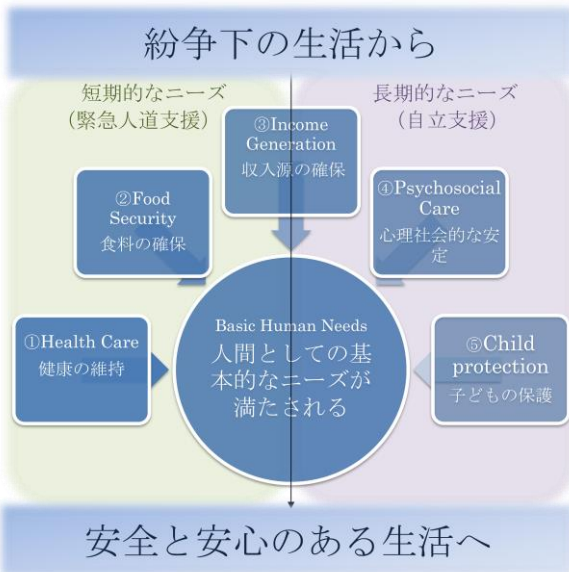 紛争下の生活から
短期的なニーズ
（緊急人道支援）
長期的なニーズ
（自立支援）
③Income
Generation
収入源の確保
②Food
Security
食料の確保
④Psychosocial
Care
心理社会的な安
定
①Health Care
健康の維持
Basic Human Needs
人間としての基
本的なニーズが
満たされる
⑤Child
protection
子どもの保護
安全と安心のある生活へ